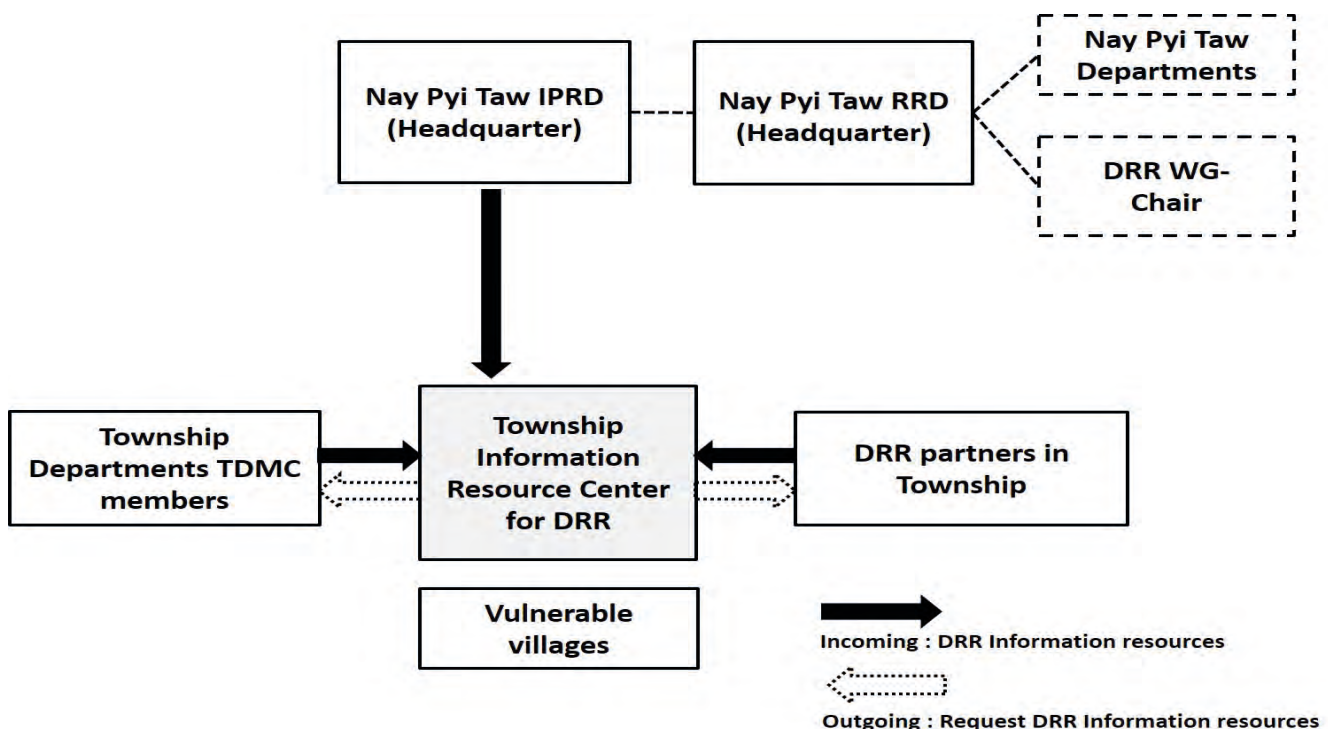 Nay Pyi Taw IPRD
(Headquarter)
Nay Pyi Taw RRD
(Headquarter)
Nay Pyi Taw
Departments
DRR WG-
Chair
Township
Departments TDMC
members
Township
Information
Resource Center
for DRR
DRR partners in
Township
Vulnerable
villages
Incoming : DRR Information resources
Outgoing : Request DRR Information resources